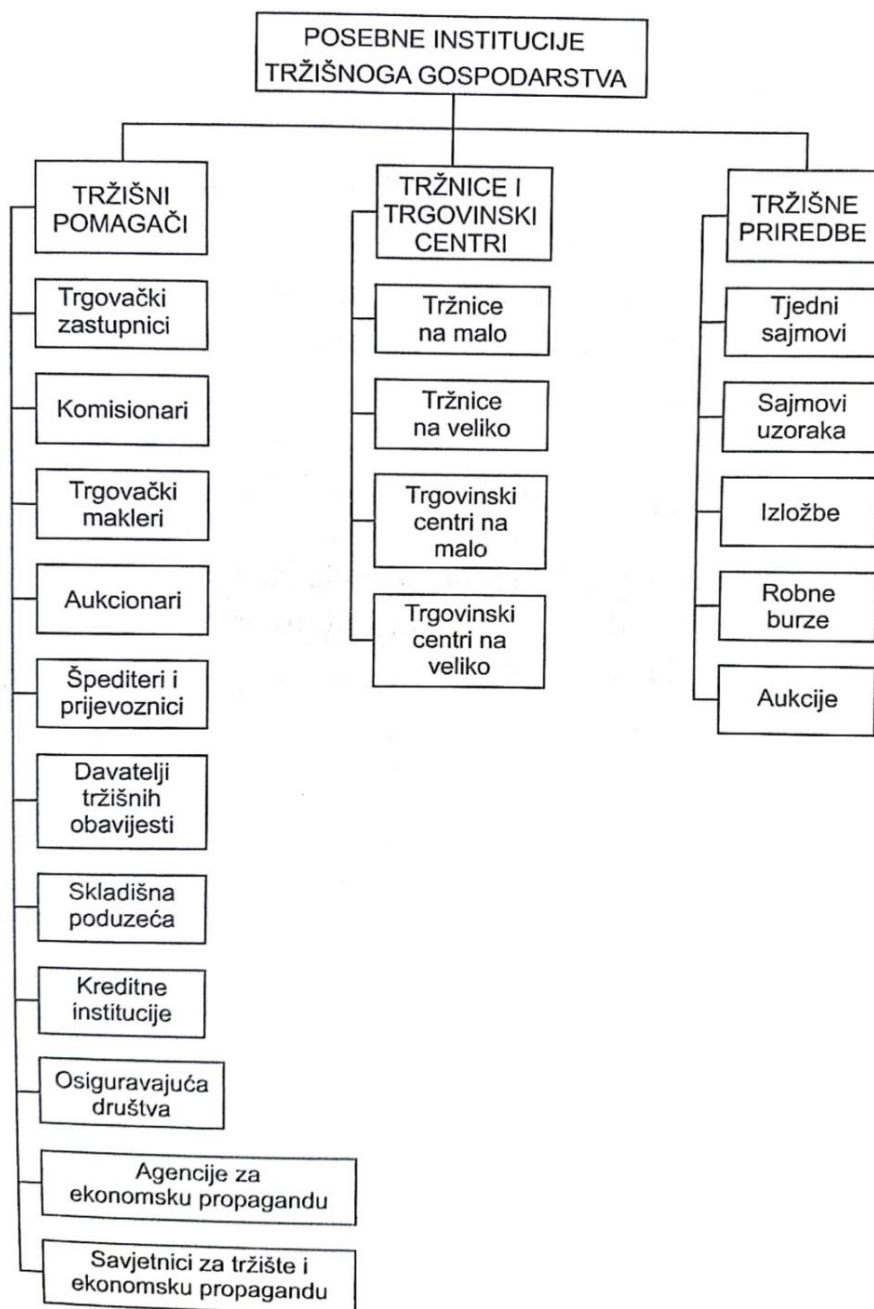 POSEBNE INSTITUCIJE
TRŽIŠNOGA GOSPODARSTVA
TRŽIŠNI
POMAGAČI
Trgovački
zastupnici
Komisionari
Trgovački
makleri
Aukcionari
Špediteri i
prijevoznici
Davatelji
tržišnih
obavijesti
Skladišna
poduzeća
Kreditne
institucije
Osiguravajuća
društva
Agencije za
ekonomsku propagandu
Savjetnici za tržište i
ekonomsku propagandu
TRŽNICE I
TRGOVINSKI
CENTRI
Tržnice
na malo
Tržnice
na veliko
Trgovinski
centri na
malo
Trgovinski
centri na
veliko
TRŽIŠNE
PRIREDBE
Tjedni
sajmovi
Sajmovi
uzoraka
Izložbe
Robne
burze
Aukcije